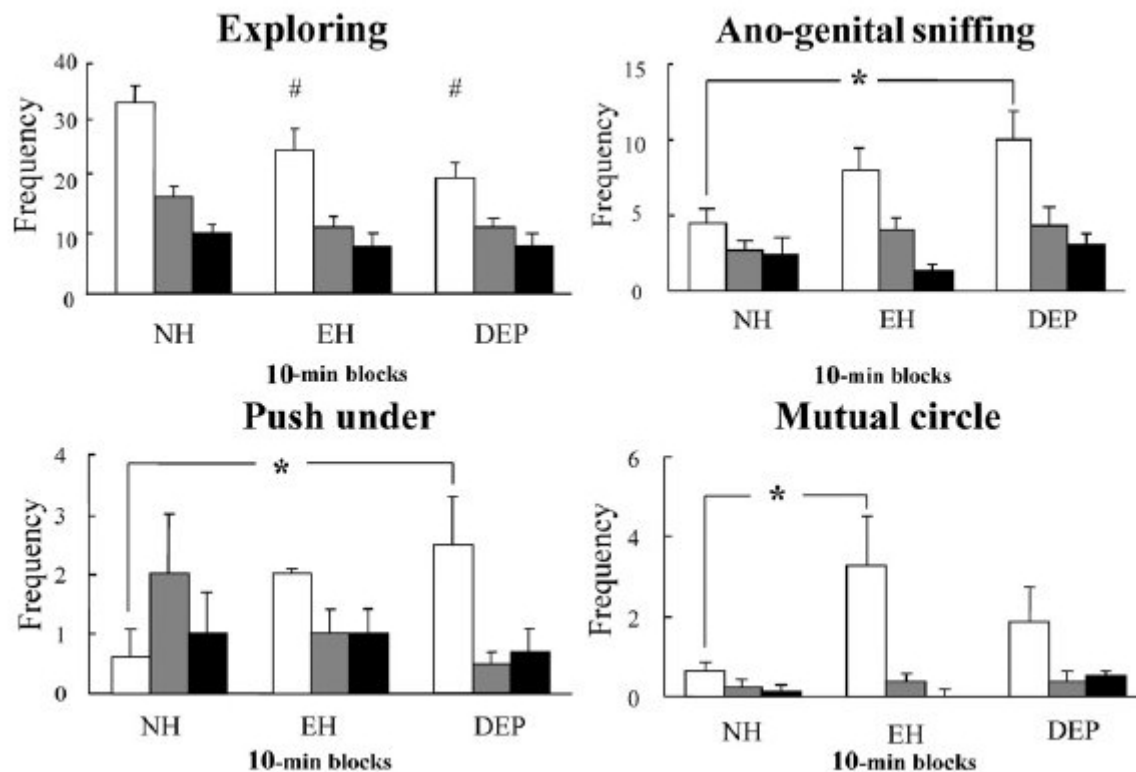 Exploring
Frequency
40
30
20
10
0
#
#
NH EH DEP
10-min blocks
Ano-genital sniffing
Frequency
15
10
5
0
*
NH EH DEP
10-min blocks
Push under
Frequency
4
3
2
1
0
*
NH EH DEP
10-min blocks
Mutual circle
Frequency
6
4
2
0
*
NH EH DEP
10-min blocks